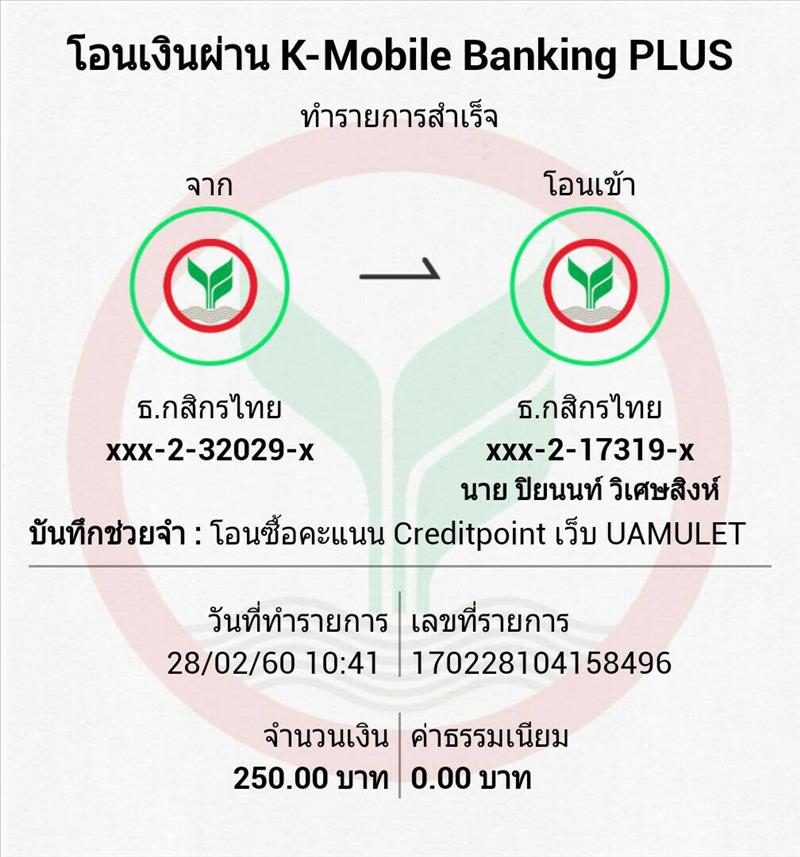 โอนเงินผ่าน K-Mobile Banking PLUS
ทำรายการสำเร็จ
จาก
โอนเข้า
ธ.กสิกรไทย
xxx-2-32029-x
ธ.กสิกรไทย
xxx-2-17319-x
นาย ปิยนนท์ วิเศษสิงห์
บันทึกช่วยจำ : โอนซื้อคะแนน Creditpoint เว็บ UAMULET
วันที่ทำรายการ
28/02/60 10:41
เลขที่รายการ
170228104158496
จำนวนเงิน
250.00 บาท
ค่าธรรมเนียม
0.00 บาท